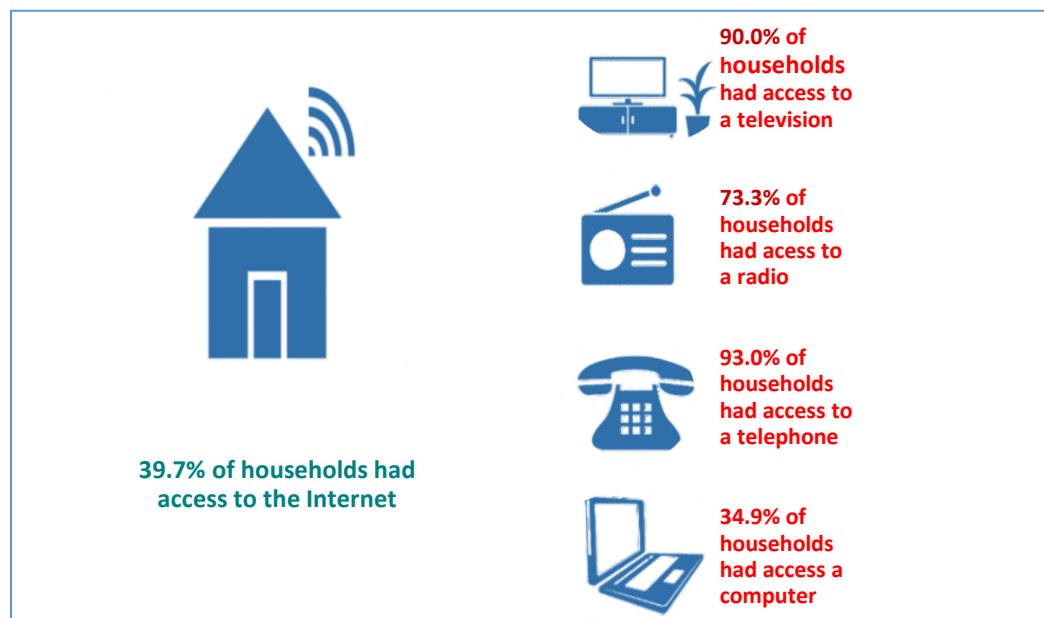 39.7% of households had
access to the Internet
90.0% of
households
had access to
a television
73.3% of
households
had acess to
a radio
93.0% of
households
had access to
a telephone
34.9% of
households
had access a
computer